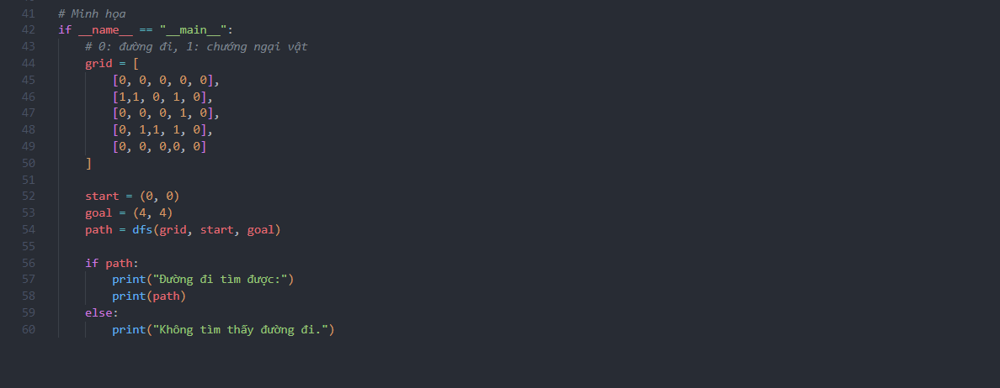 41 # Minh họa
42 if __name__ == "__main__":
43 # 0: đường đi, 1: chướng ngại vật
44 grid = [
45 [0, 0, 0, 0, 0],
46 [1,1, 0, 1, 0],
47 [0, 0, 0, 1, 0],
48 [0, 1,1, 1, 0],
49 [0, 0, 0,0, 0]
50 ]
51
52 start = (0, 0)
53 goal = (4, 4)
54 path = dfs(grid, start, goal)
55
56 if path:
57 print("Đường đi tìm được:")
58 print(path)
59 else:
60 print("Không tìm thấy đường đi.")